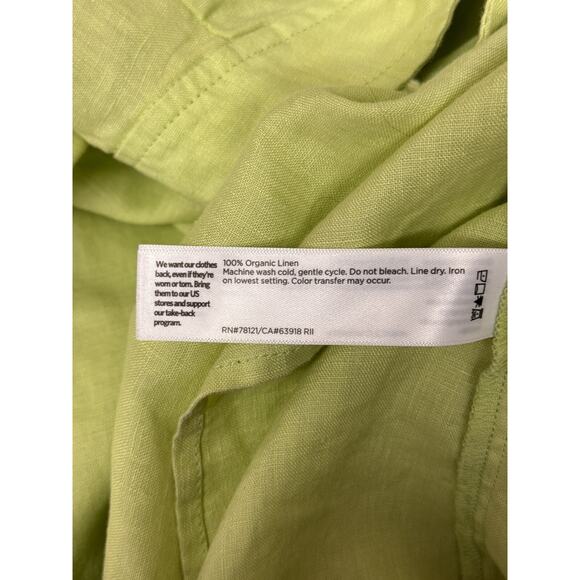 We want our clothes
back, even if they're
worn or torn. Bring
them to our US
stores and support
our take-back
program.
100% Organic Linen
Machine wash cold, gentle cycle. Do not bleach. Line dry. Iron
on lowest setting. Color transfer may occur.
RN#78121/CA#63918 RII